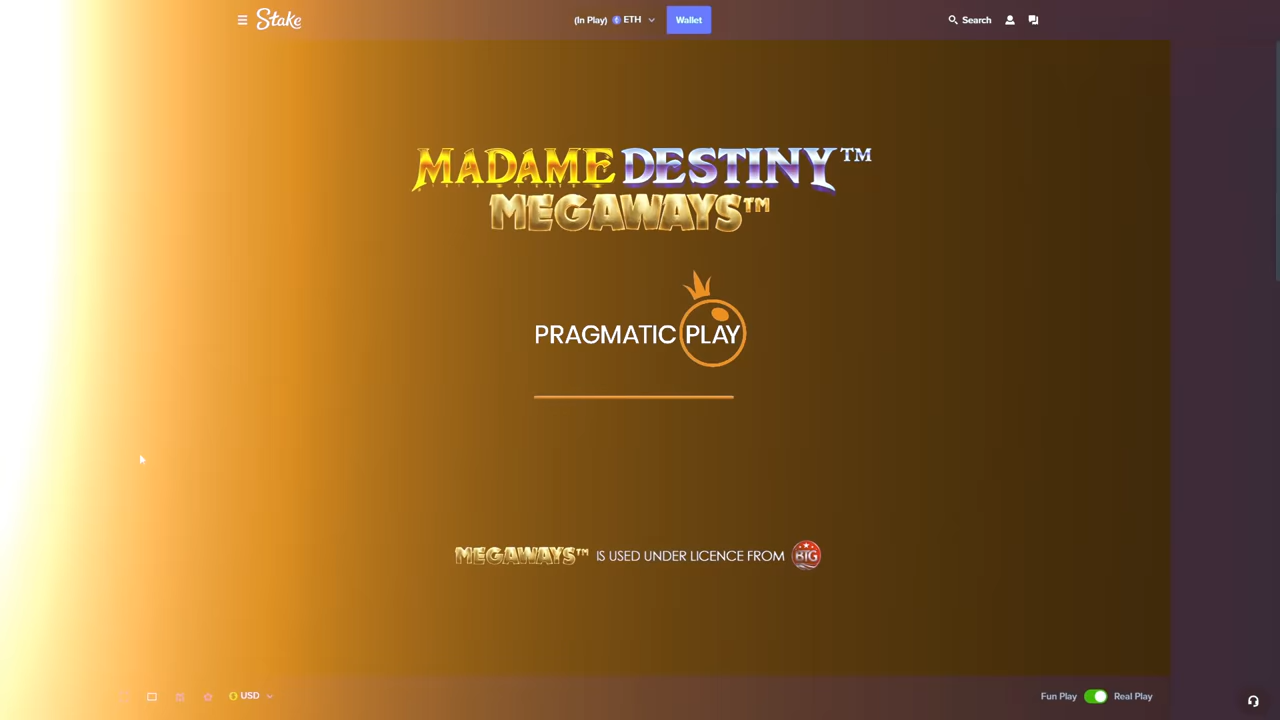 Stake
(In Play) ETH
Wallet
Search
MADAME DESTINY™
MEGAWAYS™
PRAGMATIC PLAY
MEGAWAYS™ IS USED UNDER LICENCE FROM BTG
USD
Fun Play
Real Play